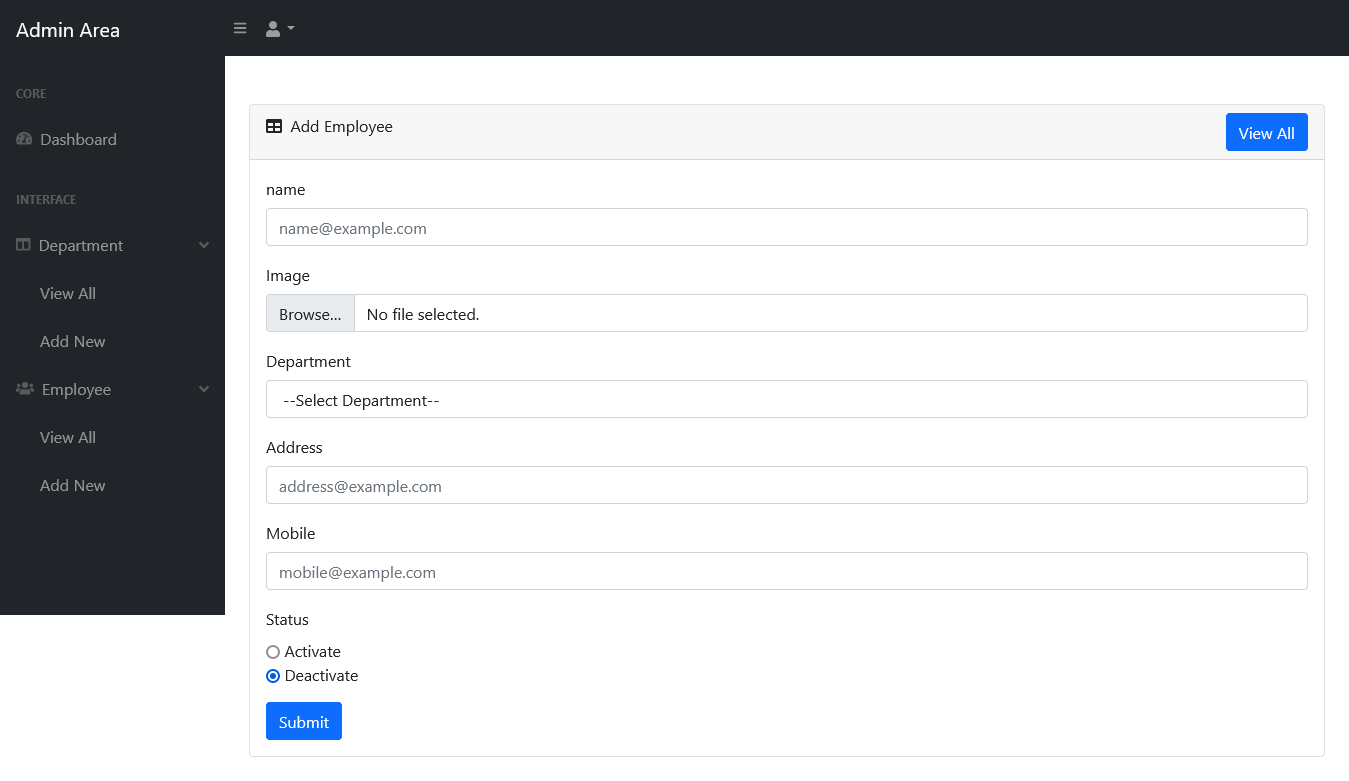 Admin Area
CORE
Dashboard
INTERFACE
Department
View All
Add New
Employee
View All
Add New
Add Employee
View All
name
name@example.com
Image
Browse... No file selected.
Department
--Select Department--
Address
address@example.com
Mobile
mobile@example.com
Status
Activate
Deactivate
Submit